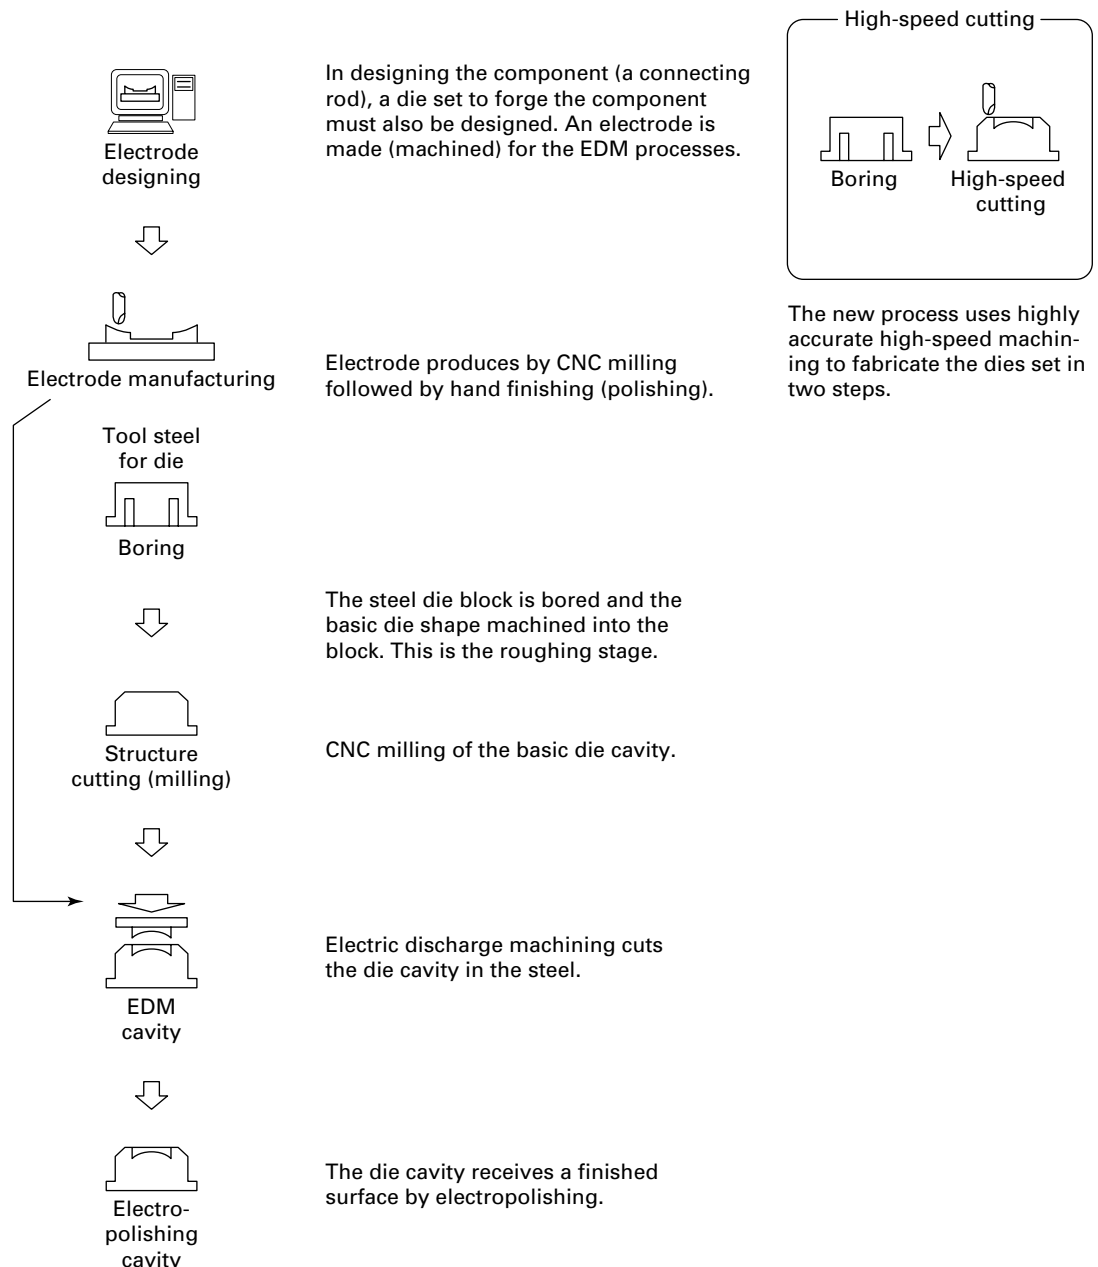 High-speed cutting
Boring
High-speed
cutting
The new process uses highly
accurate high-speed machin-
ing to fabricate the dies set in
two steps.
Electrode
designing
In designing the component (a connecting
rod), a die set to forge the component
must also be designed. An electrode is
made (machined) for the EDM processes.
Electrode manufacturing
Electrode produces by CNC milling
followed by hand finishing (polishing).
Tool steel
for die
Boring
The steel die block is bored and the
basic die shape machined into the
block. This is the roughing stage.
Structure
cutting (milling)
CNC milling of the basic die cavity.
EDM
cavity
Electric discharge machining cuts
the die cavity in the steel.
Electro-
polishing
cavity
The die cavity receives a finished
surface by electropolishing.